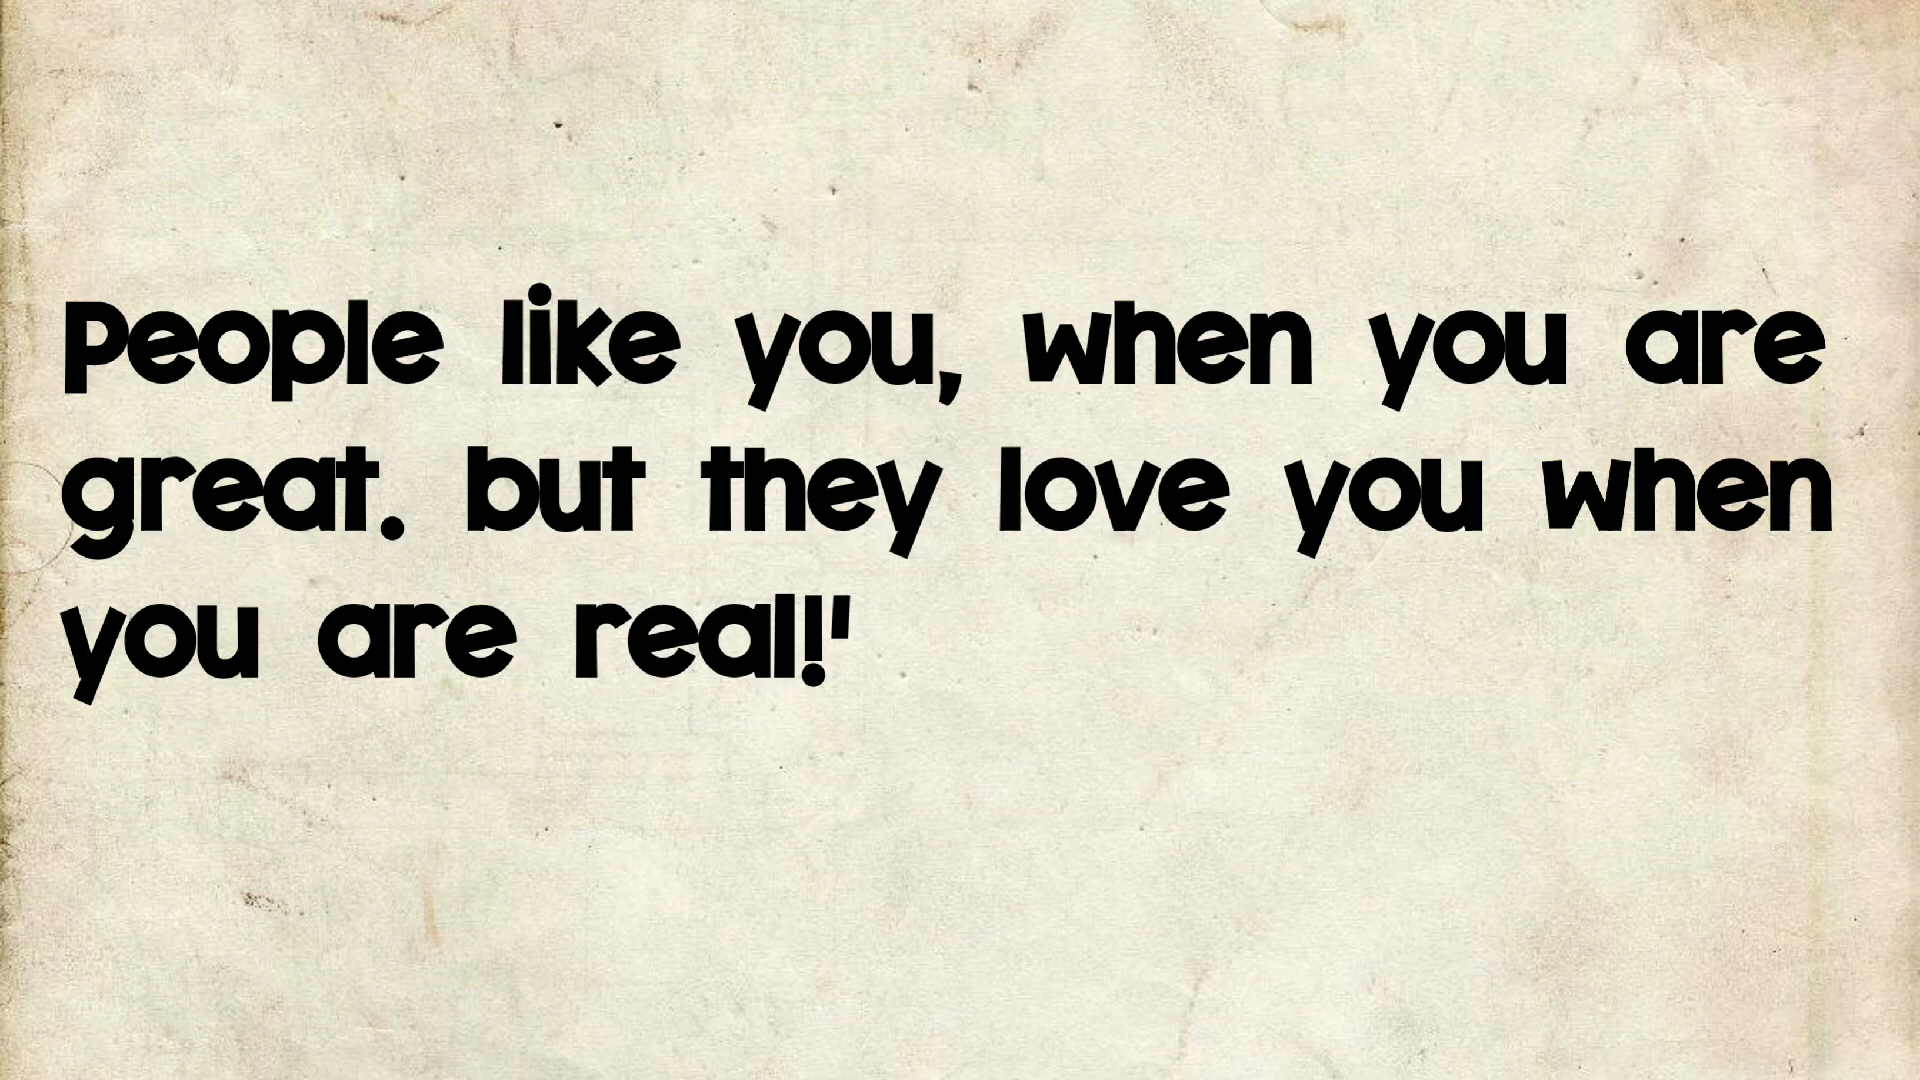 People like you, when you are
great. but they love you when
you are real!'